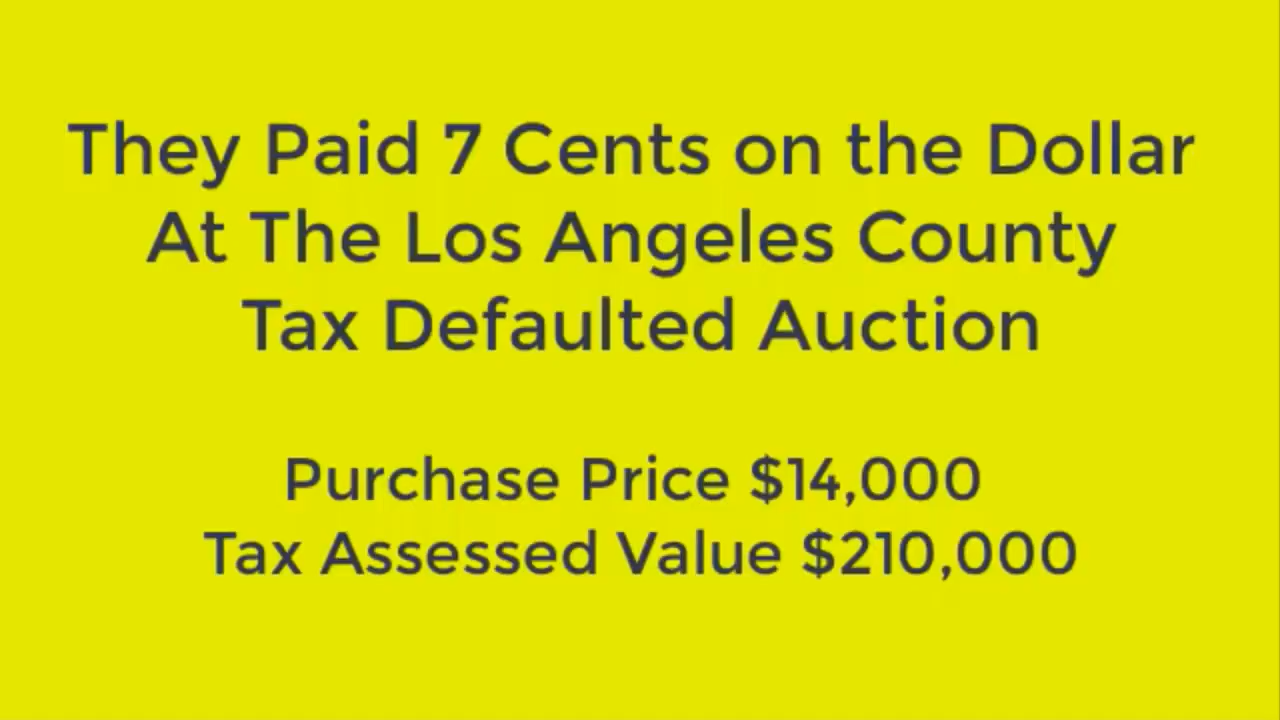 They Paid 7 Cents on the Dollar
At The Los Angeles County
Tax Defaulted Auction
Purchase Price $14,000
Tax Assessed Value $210,000